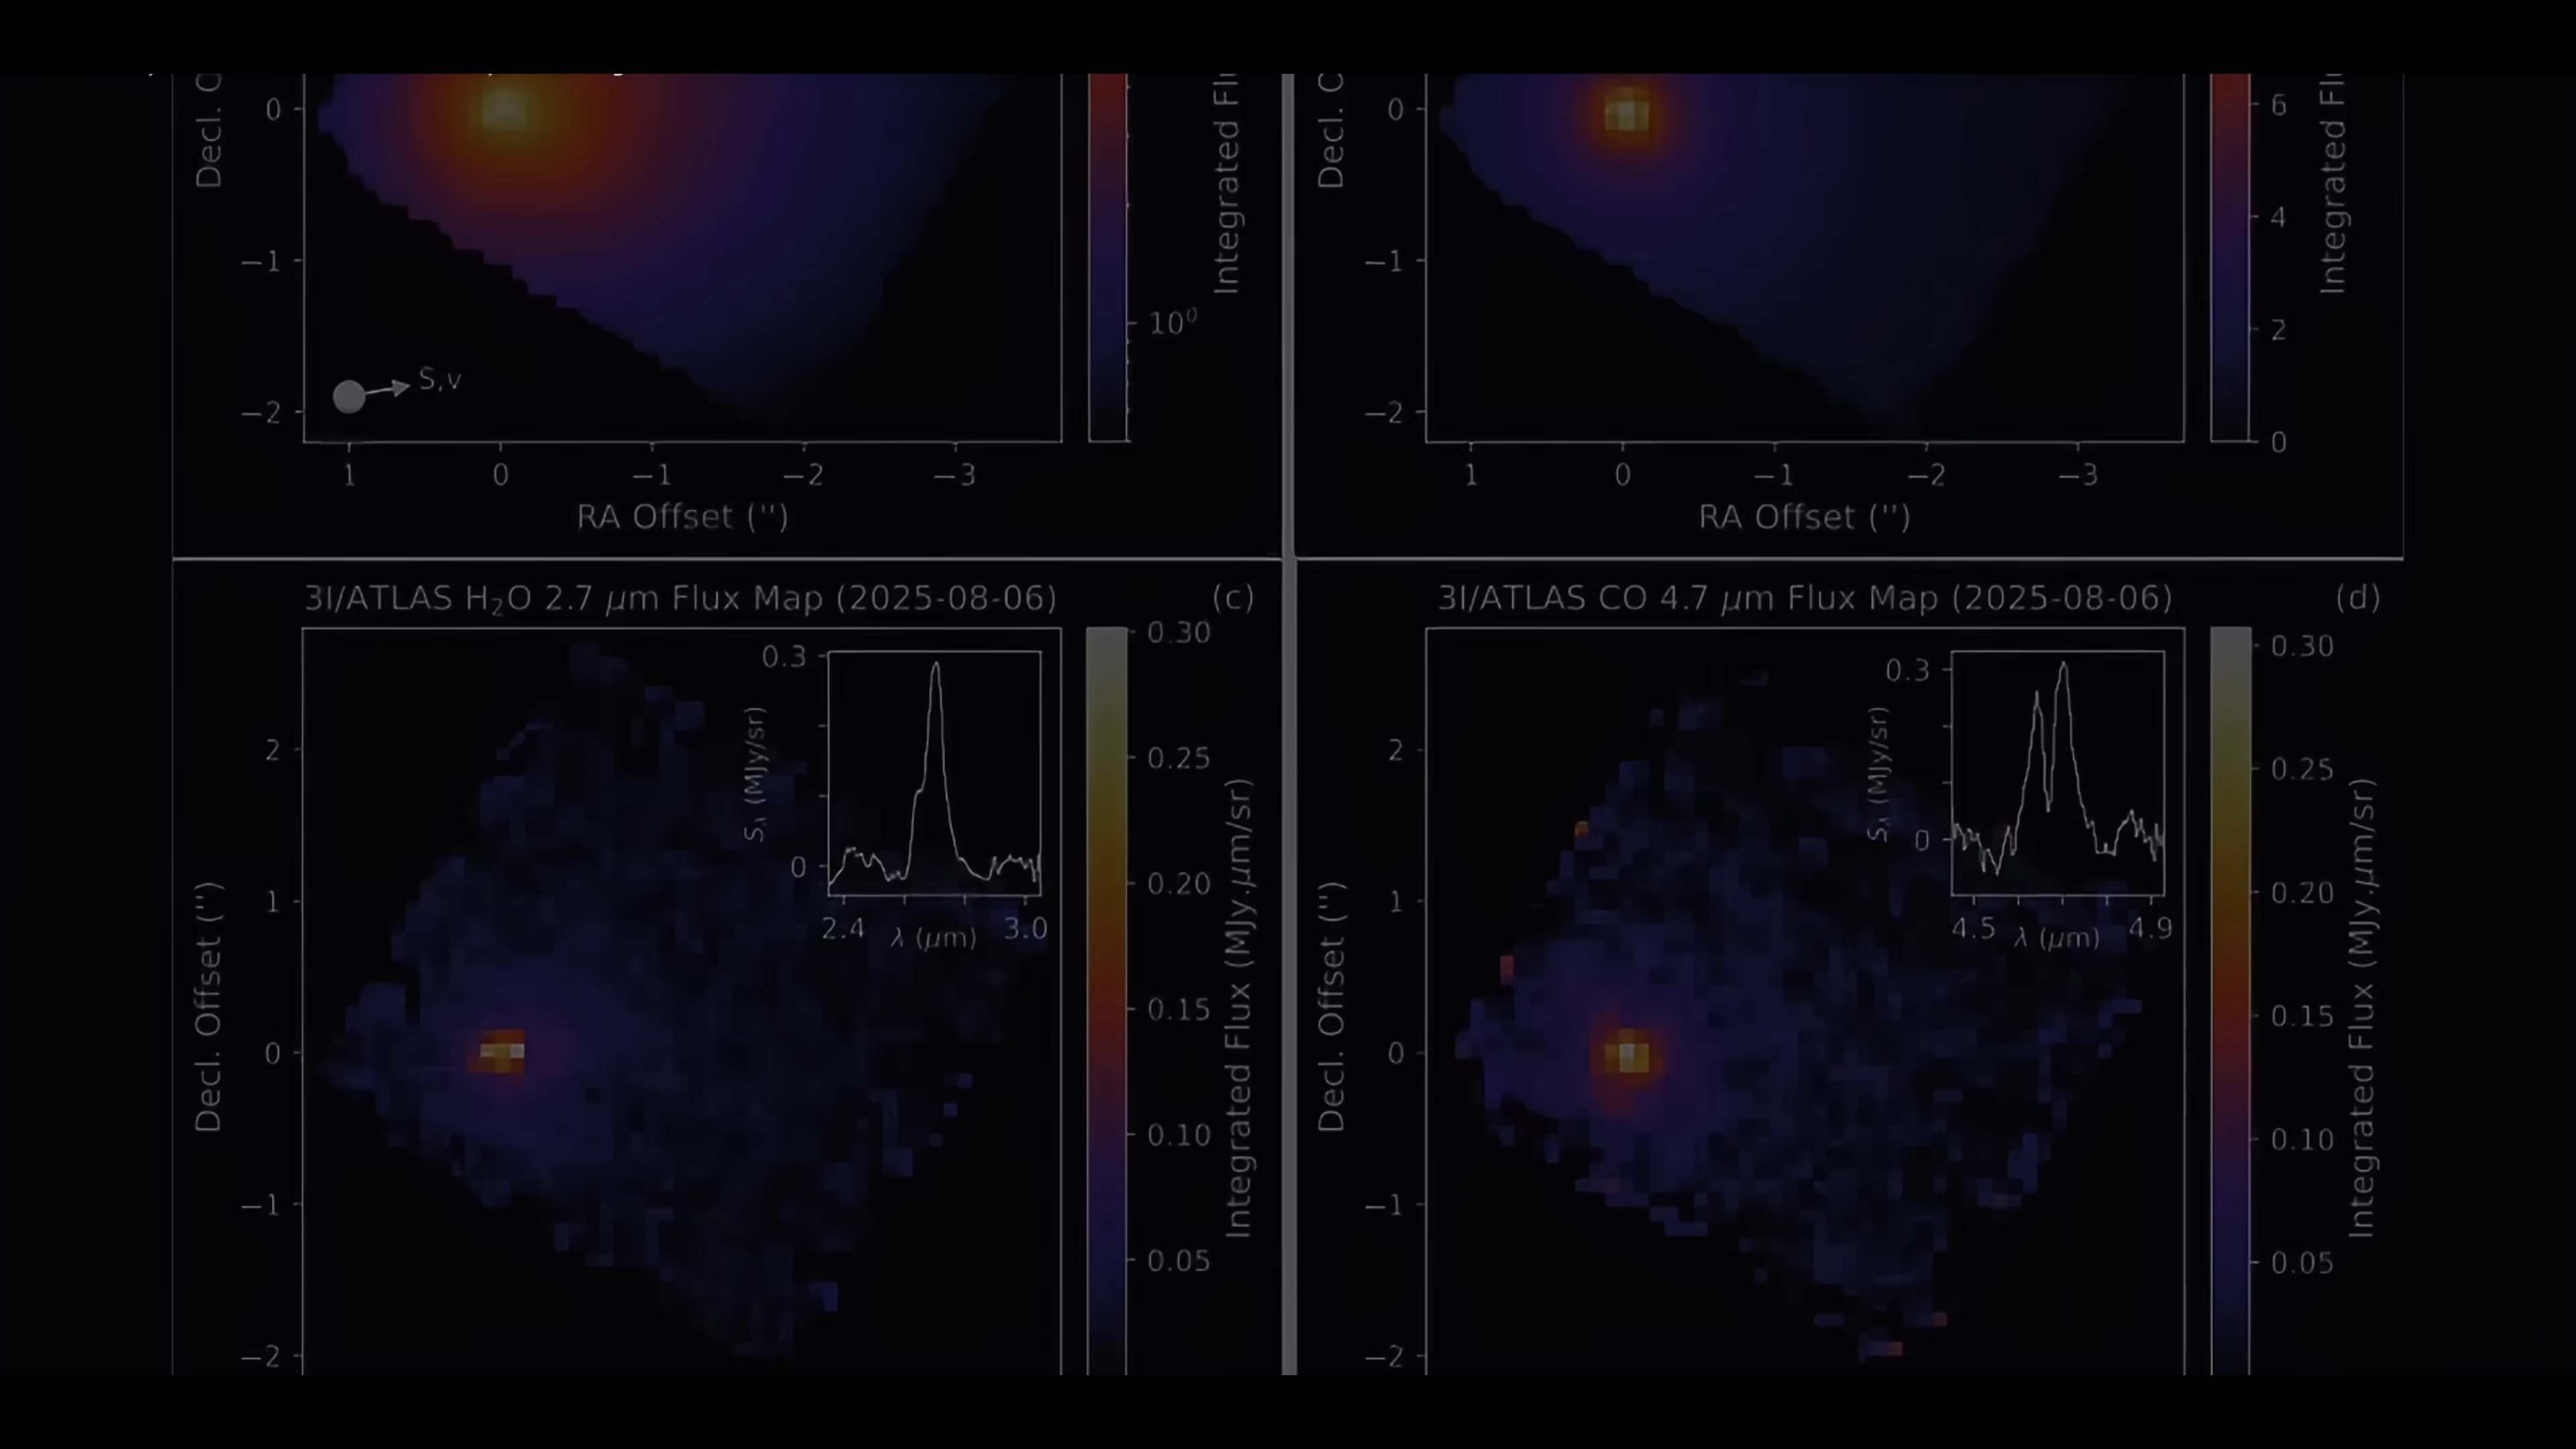 Decl.
0
−1
−2
S,v
1
0
−1
−2
−3
RA Offset ('')
10⁰
Integrated
Decl.
0
−1
−2
1
0
−1
−2
−3
RA Offset ('')
6
4
2
0
Integrated
3I/ATLAS H₂O 2.7 μm Flux Map (2025-08-06)
(c)
Decl. Offset ('')
2
1
0
−1
−2
0.3
0
Sλ (MJy/sr)
2.4
λ (μm)
3.0
0.30
0.25
0.20
0.15
0.10
0.05
Integrated Flux (MJy.μm/sr)
3I/ATLAS CO 4.7 μm Flux Map (2025-08-06)
(d)
Decl. Offset ('')
2
1
0
−1
−2
0.3
0
Sλ (MJy/sr)
4.5
λ (μm)
4.9
0.30
0.25
0.20
0.15
0.10
0.05
Integrated Flux (MJy.μm/sr)